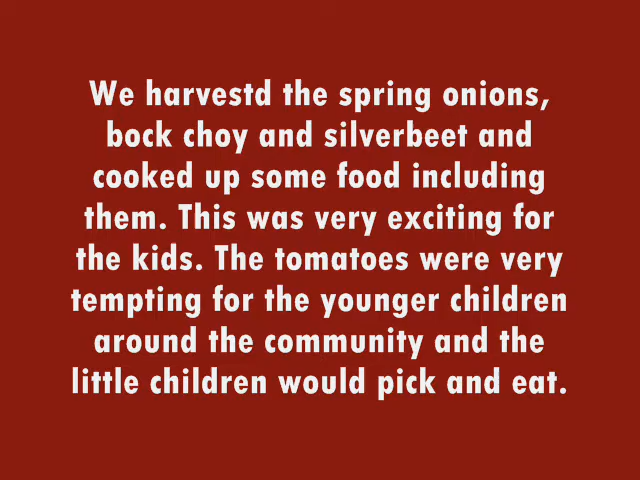 We harvestd the spring onions,
bock choy and silverbeet and
cooked up some food including
them. This was very exciting for
the kids. The tomatoes were very
tempting for the younger children
around the community and the
little children would pick and eat.